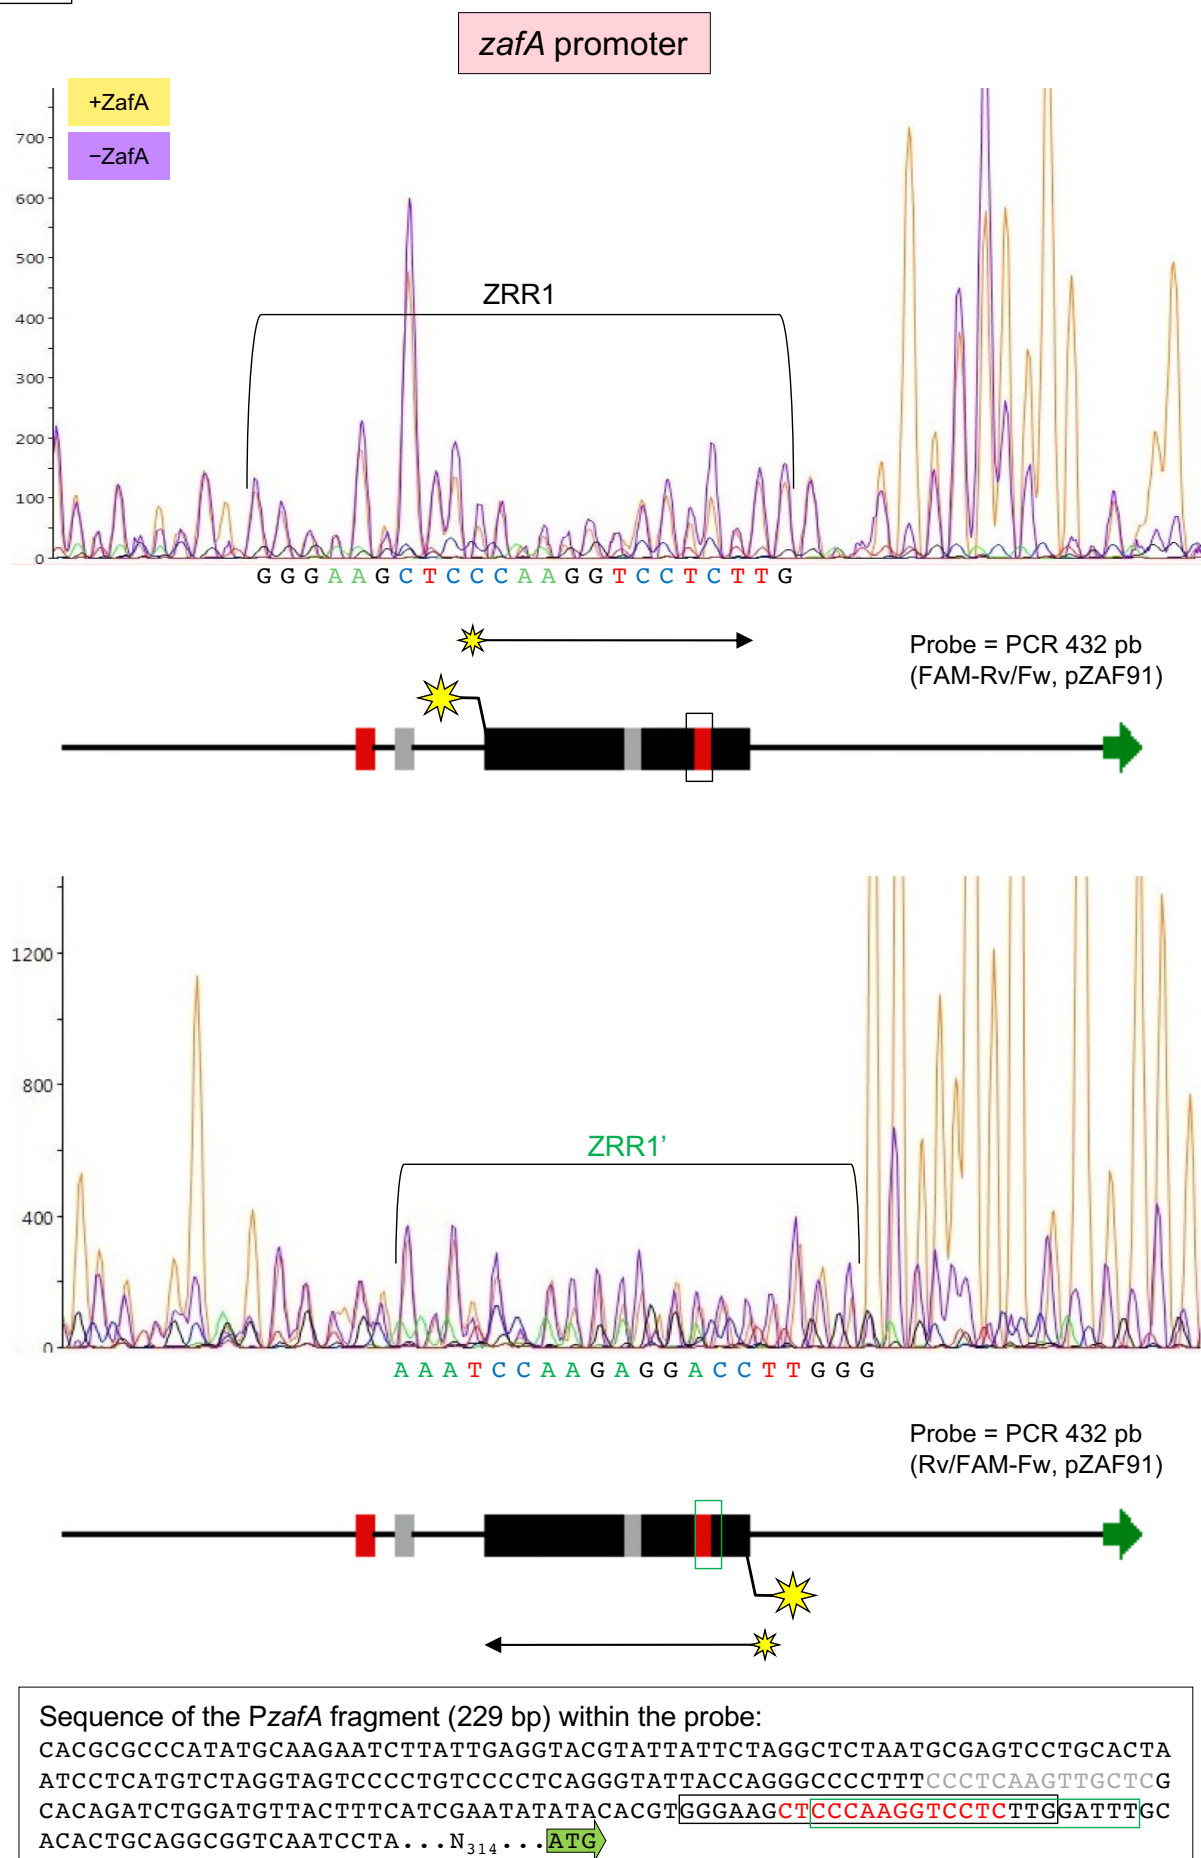 zafA promoter
+ZafA
−ZafA
700
600
500
400
300
200
100
0
ZRR1
GGGAAGCTCCCAAGGTCCTCTTG
Probe = PCR 432 pb
(FAM-Rv/Fw, pZAF91)
1200
800
400
0
ZRR1’
AAATCCAAGAGGACCTTGGG
Probe = PCR 432 pb
(Rv/FAM-Fw, pZAF91)
Sequence of the PzafA fragment (229 bp) within the probe:
CACGCGCCCATATGCAAGAATCTTATTGAGGTACGTATTATTCTAGGCTCTAATGCGAGTCCTGCACTA
ATCCTCATGTCTAGGTAGTCCCCTGTCCCCTCAGGGTATTACCAGGGCCCCTTTCCCTCAAGTTGCTCG
CACAGATCTGGATGTTACTTTCATCGAATATATACACGTGGGAAGCTCCCAAGGTCCTCTTGGATTTGC
ACACTGCAGGCGGTCAATCCTA...N314...ATG